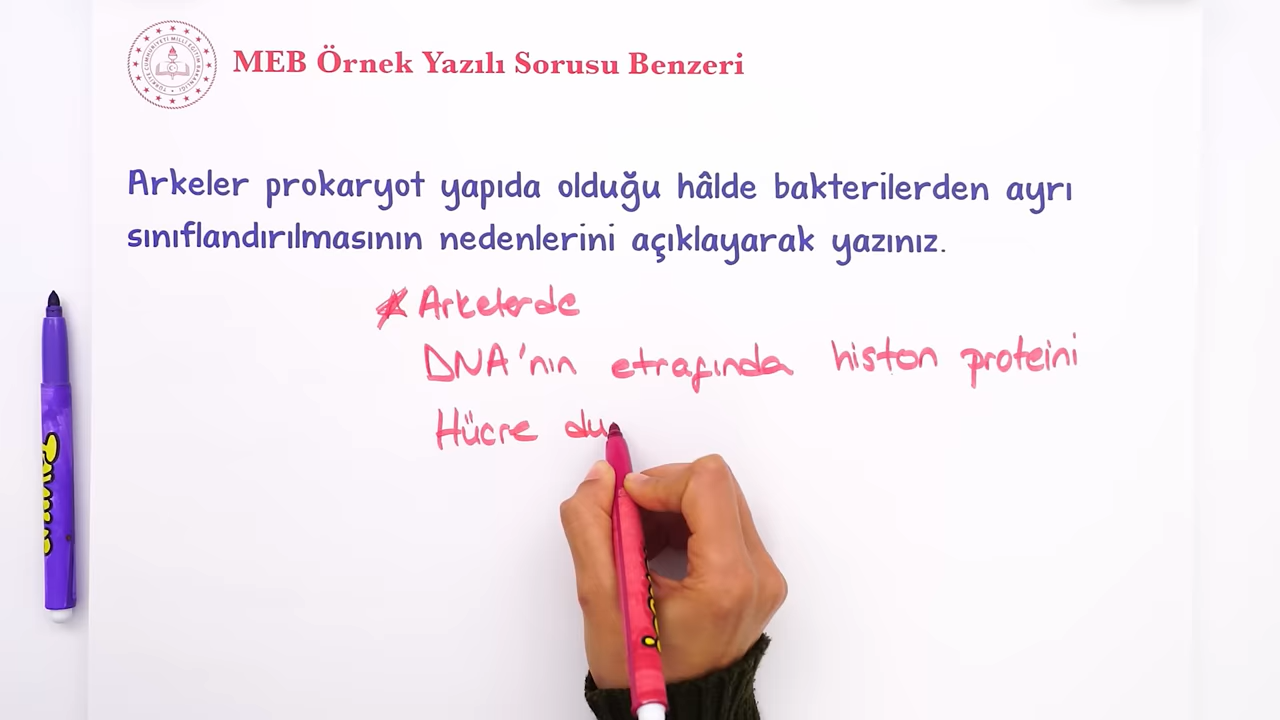 MEB Örnek Yazılı Sorusu Benzeri
Arkeler prokaryot yapıda olduğu hâlde bakterilerden ayrı
sınıflandırılmasının nedenlerini açıklayarak yazınız.
Arkelerde
DNA'nın etrafında histon proteini
Hücre du